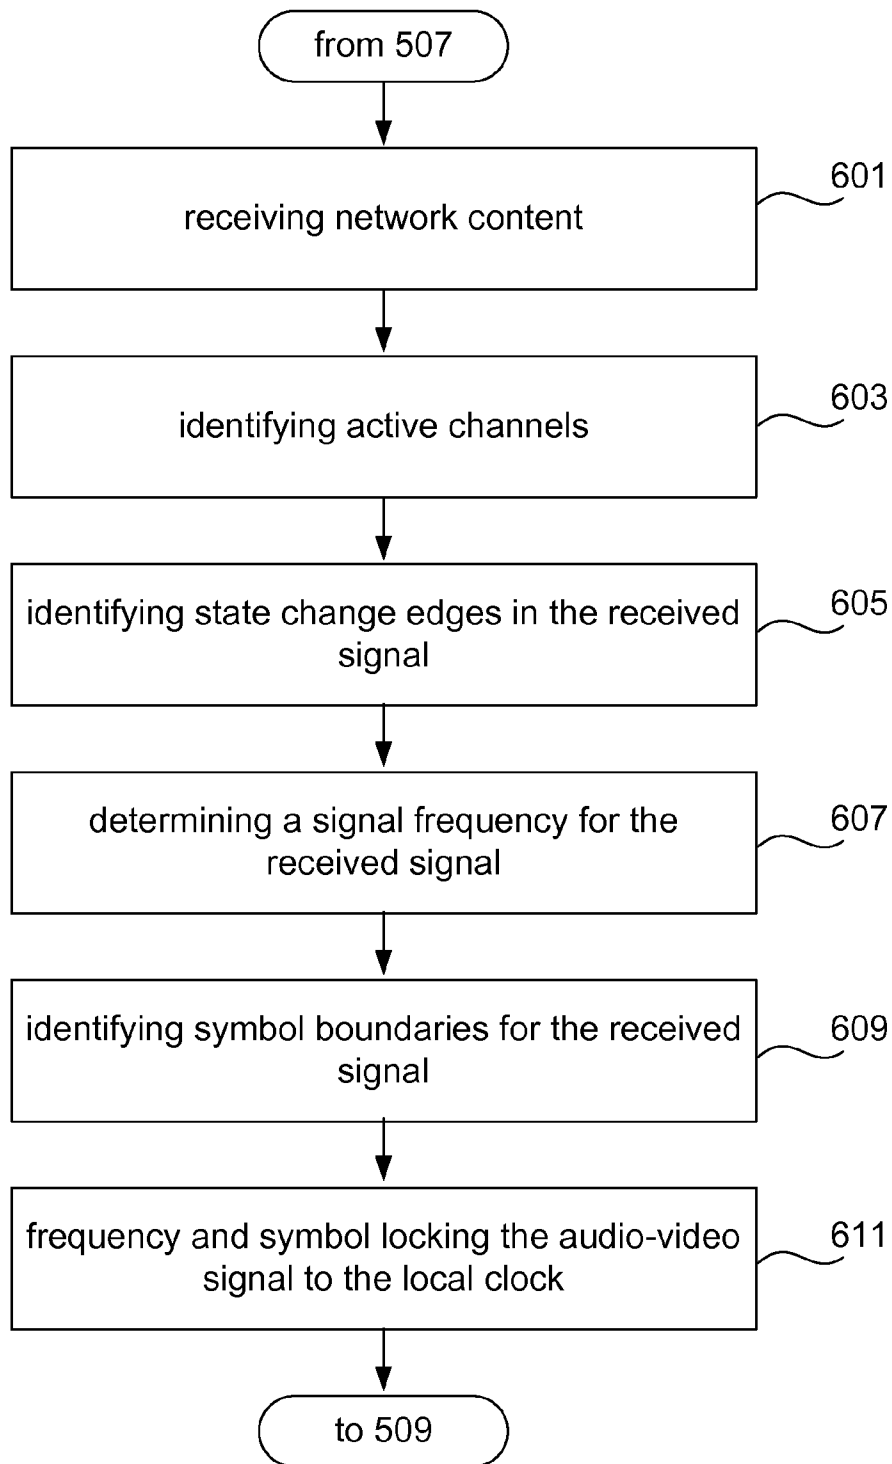 from 507
receiving network content
601
identifying active channels
603
identifying state change edges in the received
signal
605
determining a signal frequency for the
received signal
607
identifying symbol boundaries for the received
signal
609
frequency and symbol locking the audio-video
signal to the local clock
611
to 509